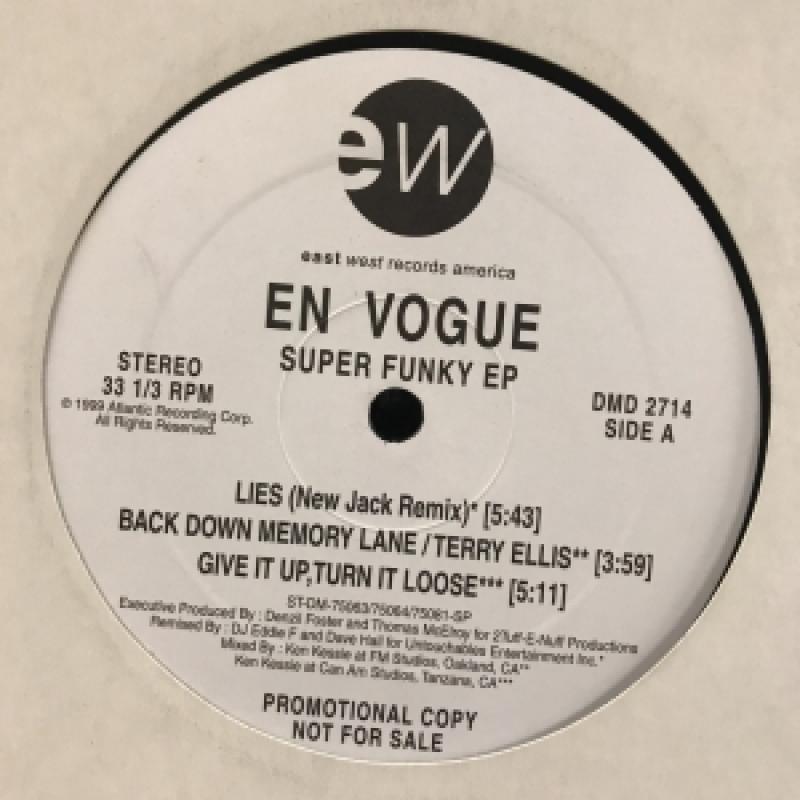 ew
east west records america
EN VOGUE
SUPER FUNKY EP
STEREO
33 1/3 RPM
℗ 1999 Atlantic Recording Corp.
All Rights Reserved.
DMD 2714
SIDE A
LIES (New Jack Remix)* [5:43]
BACK DOWN MEMORY LANE / TERRY ELLIS** [3:59]
GIVE IT UP,TURN IT LOOSE*** [5:11]
ST-DM-75063/75064/75081-SP
Executive Produced By : Denzil Foster and Thomas McElroy for 2Tuff-E-Nuff Productions
Remixed By : DJ Eddie F and Dave Hall for Untouchables Entertainment Inc.*
Mixed By : Ken Kessie at FM Studios, Oakland, CA**
Ken Kessie at Can Am Studios, Tanzana, CA***
PROMOTIONAL COPY
NOT FOR SALE